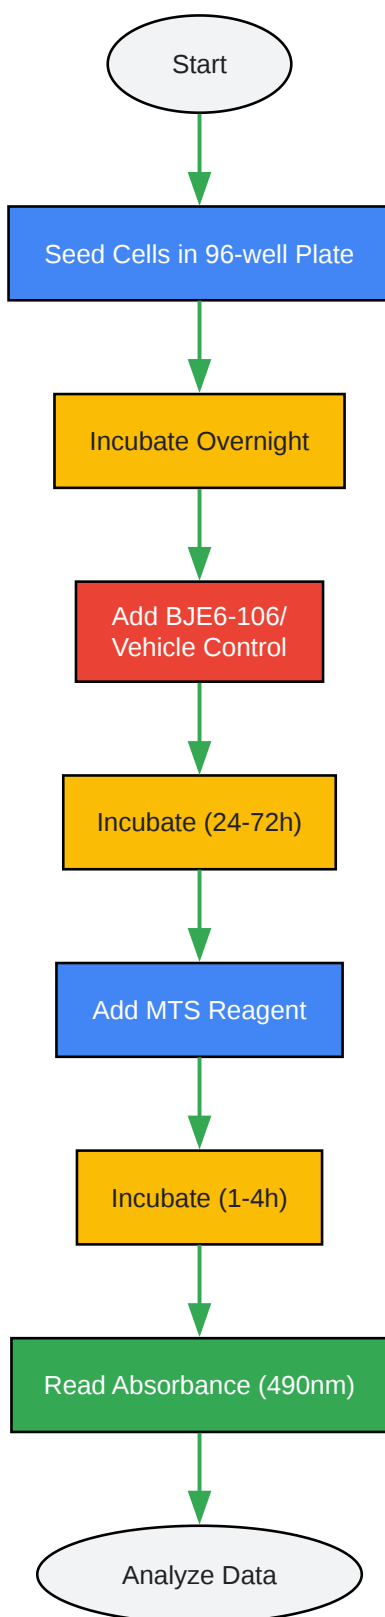 Start
Seed Cells in 96-well Plate
Incubate Overnight
Add BJE6-106/
Vehicle Control
Incubate (24-72h)
Add MTS Reagent
Incubate (1-4h)
Read Absorbance (490nm)
Analyze Data